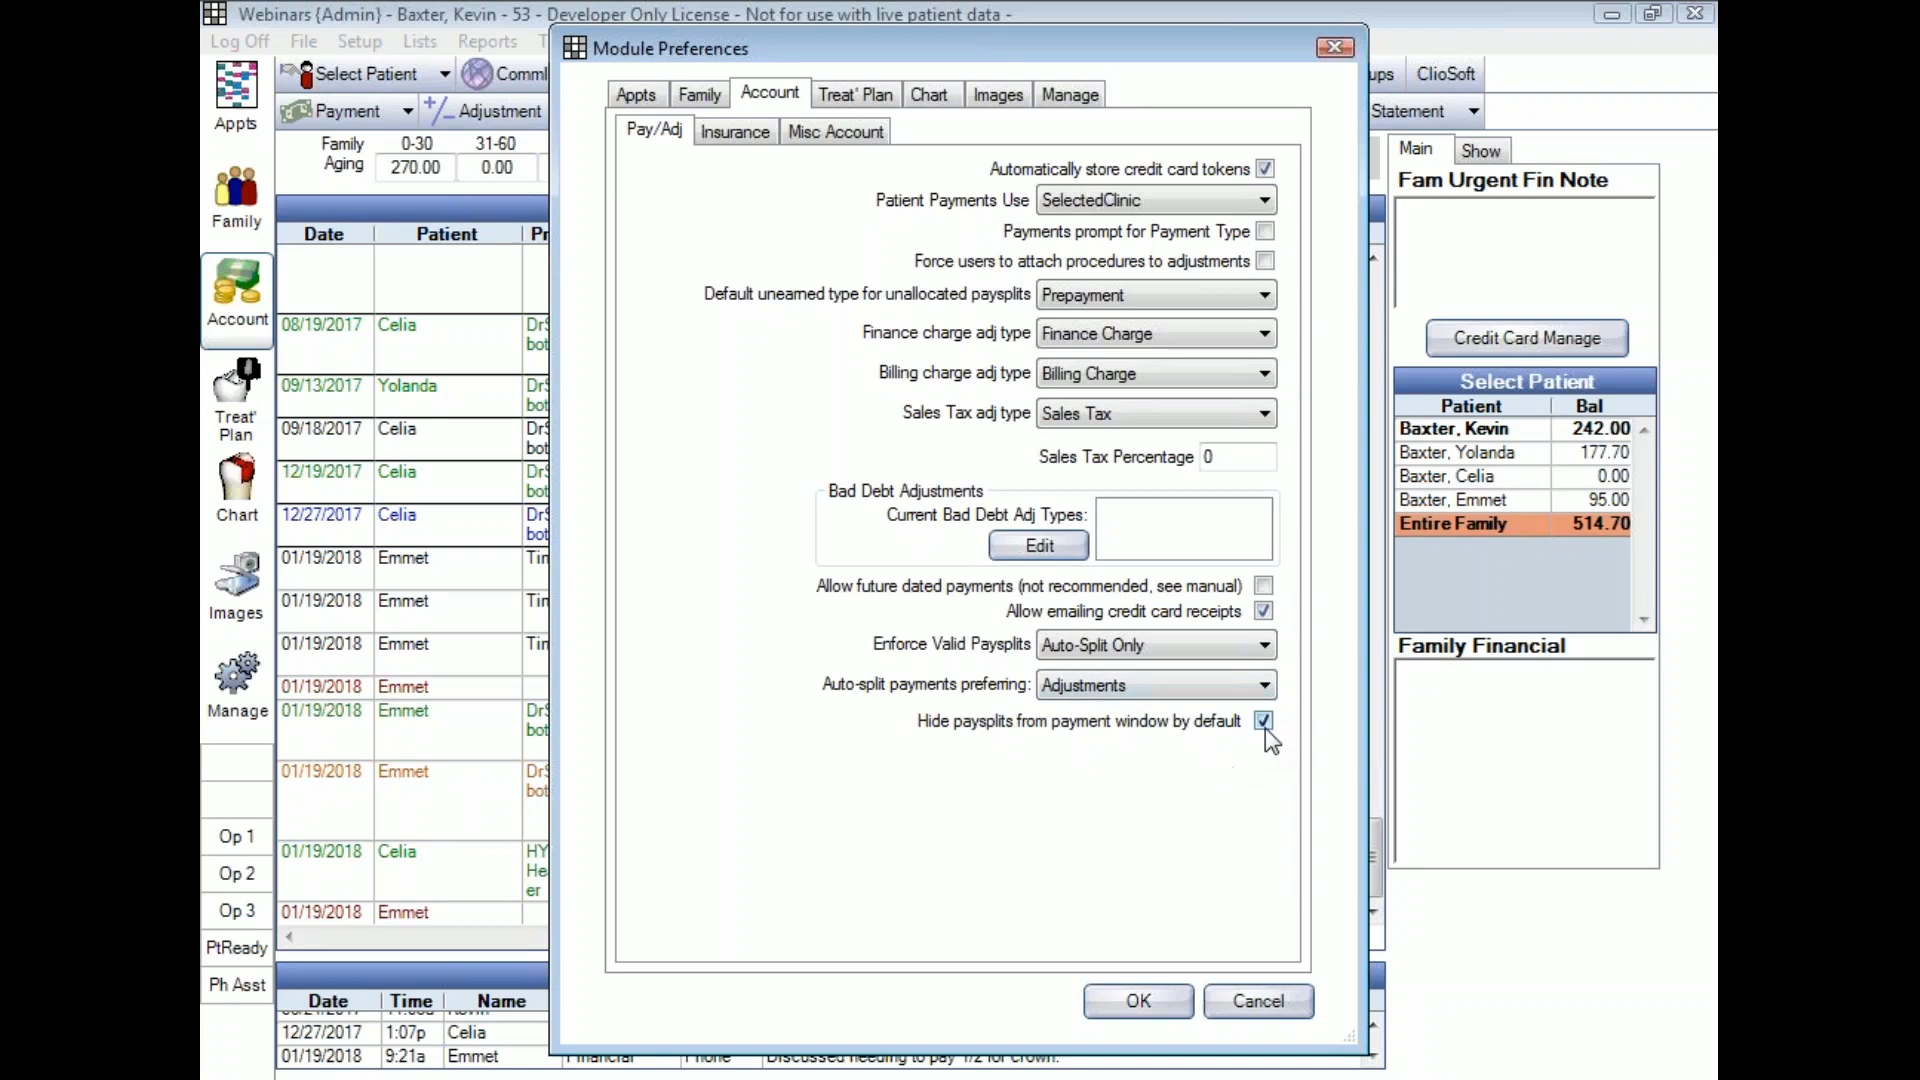 Webinars {Admin} - Baxter, Kevin - 53 - Developer Only License - Not for use with live patient data -
Log Off File Setup Lists Reports
Module Preferences
Appts
Family
Account
Treat' Plan
Chart
Images
Manage
Op 1
Op 2
Op 3
PtReady
Ph Asst
Select Patient
Payment
Adjustment
Statement
ClioSoft
Family Aging
0-30 31-60
270.00 0.00
Date Patient
08/19/2017 Celia
09/13/2017 Yolanda
09/18/2017 Celia
12/19/2017 Celia
12/27/2017 Celia
01/19/2018 Emmet
01/19/2018 Emmet
01/19/2018 Emmet
01/19/2018 Emmet
01/19/2018 Emmet
01/19/2018 Emmet
01/19/2018 Celia
01/19/2018 Emmet
Date Time Name
12/27/2017 1:07p Celia
01/19/2018 9:21a Emmet
Appts Family Account Treat' Plan Chart Images Manage
Pay/Adj Insurance Misc Account
Automatically store credit card tokens
Patient Payments Use SelectedClinic
Payments prompt for Payment Type
Force users to attach procedures to adjustments
Default unearned type for unallocated paysplits Prepayment
Finance charge adj type Finance Charge
Billing charge adj type Billing Charge
Sales Tax adj type Sales Tax
Sales Tax Percentage 0
Bad Debt Adjustments
Current Bad Debt Adj Types:
Edit
Allow future dated payments (not recommended, see manual)
Allow emailing credit card receipts
Enforce Valid Paysplits Auto-Split Only
Auto-split payments preferring: Adjustments
Hide paysplits from payment window by default
OK Cancel
Main Show
Fam Urgent Fin Note
Credit Card Manage
Select Patient
Patient Bal
Baxter, Kevin 242.00
Baxter, Yolanda 177.70
Baxter, Celia 0.00
Baxter, Emmet 95.00
Entire Family 514.70
Family Financial